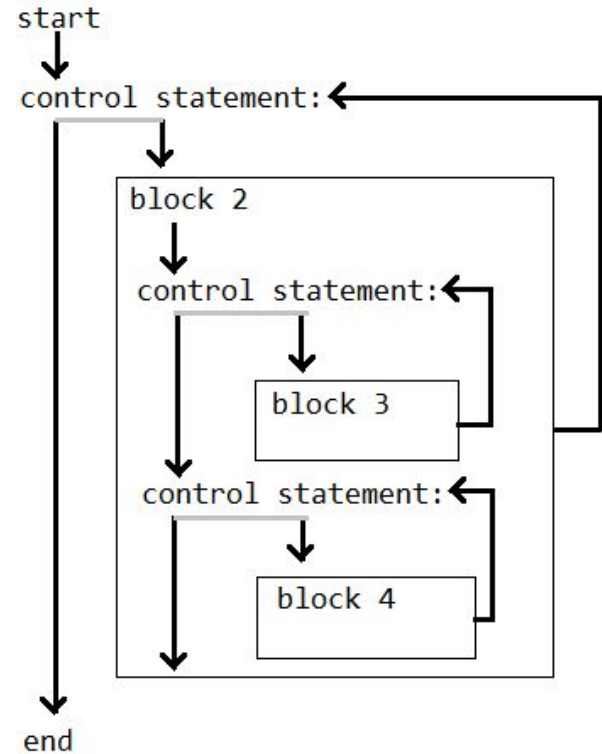 start
control statement:
block 2
control statement:
block 3
control statement:
block 4
end